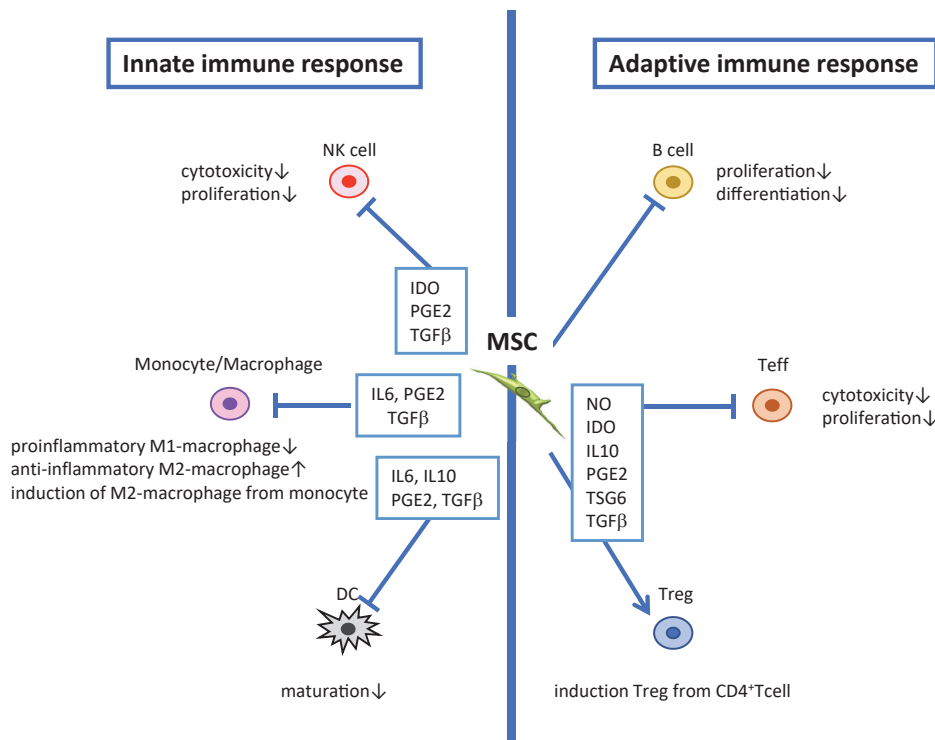 Innate immune response
NK cell
cytotoxicity↓
proliferation↓
IDO
PGE2
TGFβ
Monocyte/Macrophage
IL6, PGE2
TGFβ
proinflammatory M1-macrophage↓
anti-inflammatory M2-macrophage↑
induction of M2-macrophage from monocyte
IL6, IL10
PGE2, TGFβ
DC
maturation↓
MSC
Adaptive immune response
B cell
proliferation↓
differentiation↓
Teff
cytotoxicity↓
proliferation↓
NO
IDO
IL10
PGE2
TSG6
TGFβ
Treg
induction Treg from CD4⁺Tcell